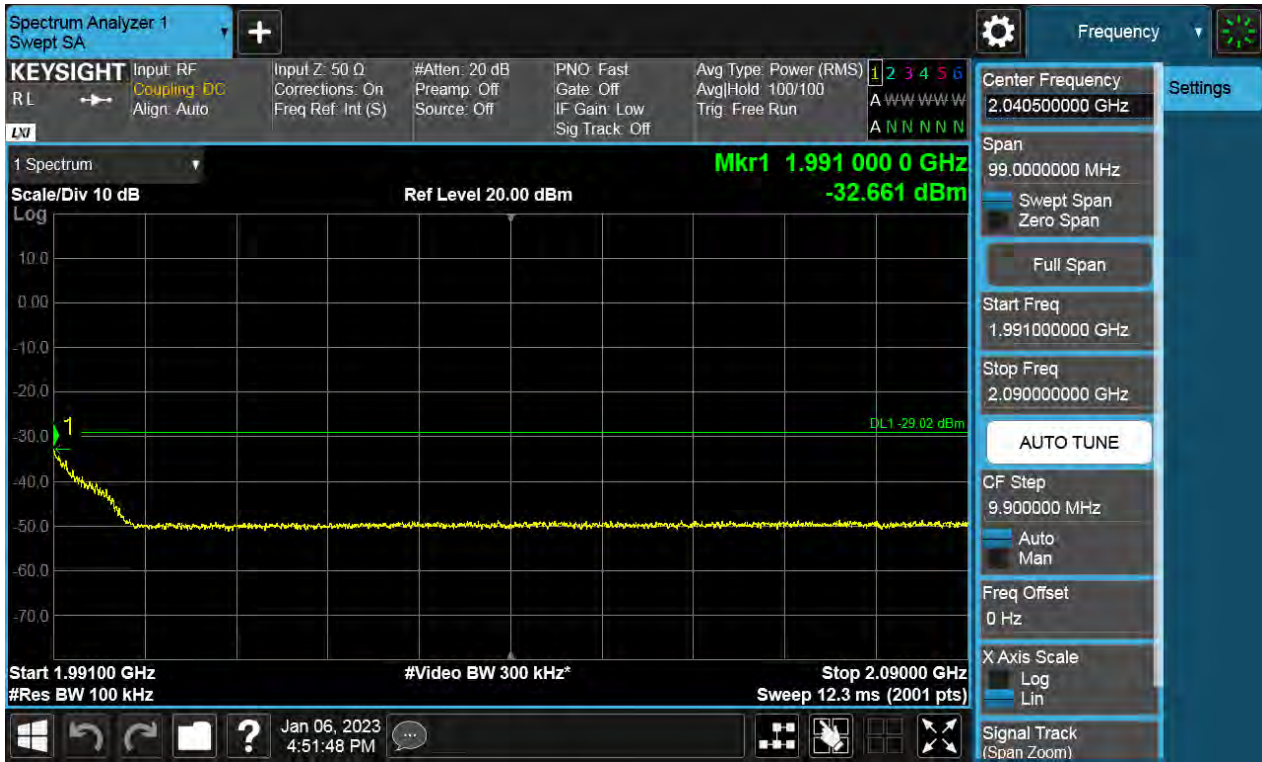 Spectrum Analyzer 1
Swept SA
+
Frequency
KEYSIGHT
RL
LXI
Input: RF
Coupling: DC
Align: Auto
Input Z: 50 Ω
Corrections: On
Freq Ref: Int (S)
#Atten: 20 dB
Preamp: Off
Source: Off
PNO: Fast
Gate: Off
IF Gain: Low
Sig Track: Off
Avg Type: Power (RMS)
Avg|Hold: 100/100
Trig: Free Run
1 2 3 4 5 6
A W W W W W
A N N N N N
1 Spectrum
Mkr1 1.991 000 0 GHz
Scale/Div 10 dB
Ref Level 20.00 dBm
-32.661 dBm
Log
10.0
0.00
-10.0
-20.0
-30.0
-40.0
-50.0
-60.0
-70.0
1
DL1 -29.02 dBm
Start 1.99100 GHz
#Video BW 300 kHz*
Stop 2.09000 GHz
#Res BW 100 kHz
Sweep 12.3 ms (2001 pts)
Center Frequency
2.040500000 GHz
Settings
Span
99.0000000 MHz
Swept Span
Zero Span
Full Span
Start Freq
1.991000000 GHz
Stop Freq
2.090000000 GHz
AUTO TUNE
CF Step
9.900000 MHz
Auto
Man
Freq Offset
0 Hz
X Axis Scale
Log
Lin
Signal Track
(Span Zoom)
?
Jan 06, 2023
4:51:48 PM